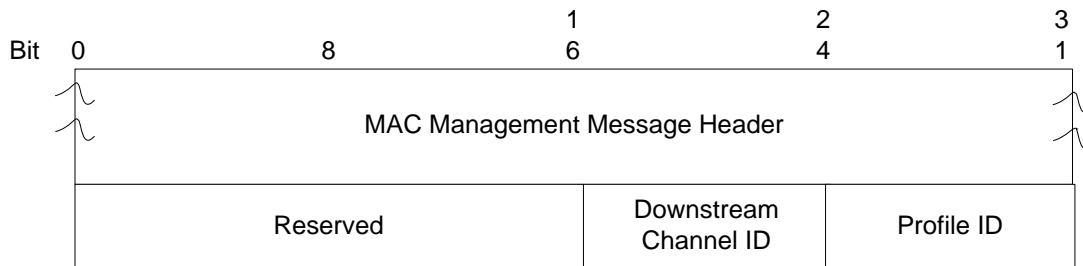 1 2 3
Bit 0 8 6 4 1
MAC Management Message Header
Reserved
Downstream
Channel ID
Profile ID